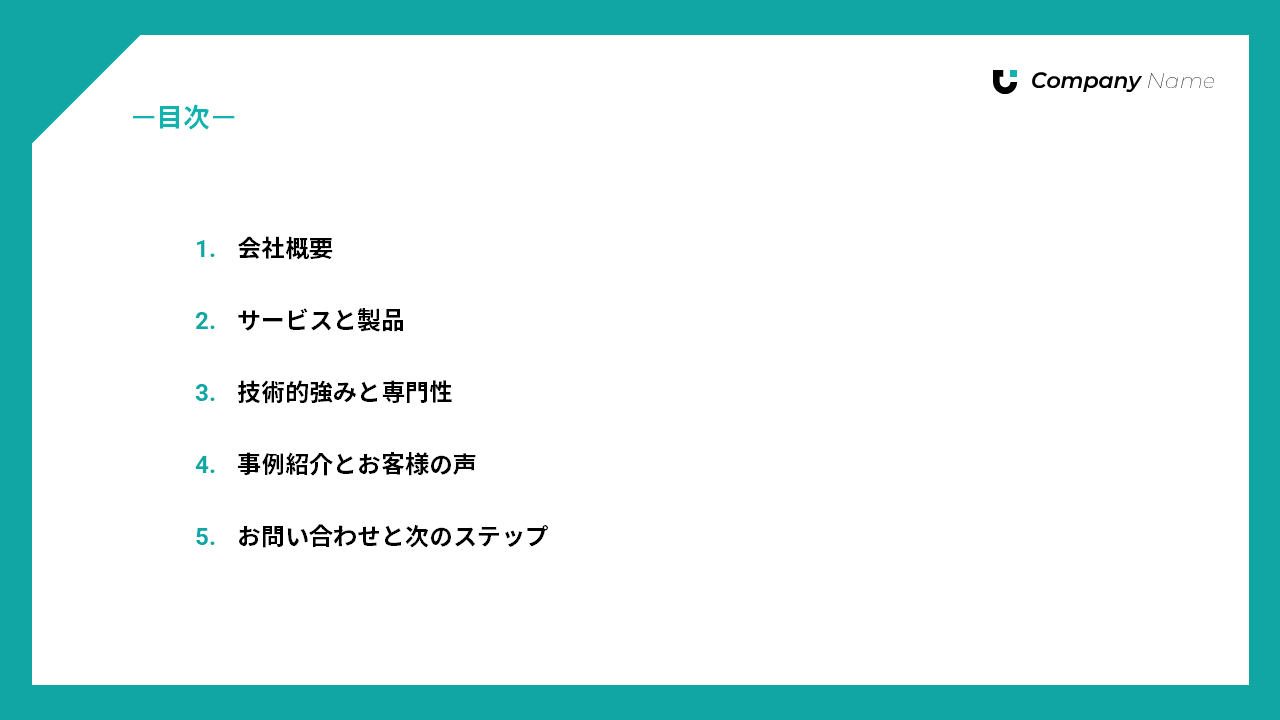 Company Name
―目次―
1. 会社概要
2. サービスと製品
3. 技術的強みと専門性
4. 事例紹介とお客様の声
5. お問い合わせと次のステップ